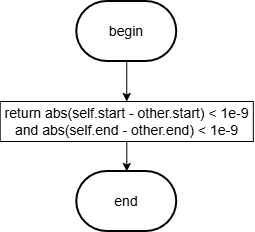 begin
return abs(self.start - other.start) < 1e-9
and abs(self.end - other.end) < 1e-9
end